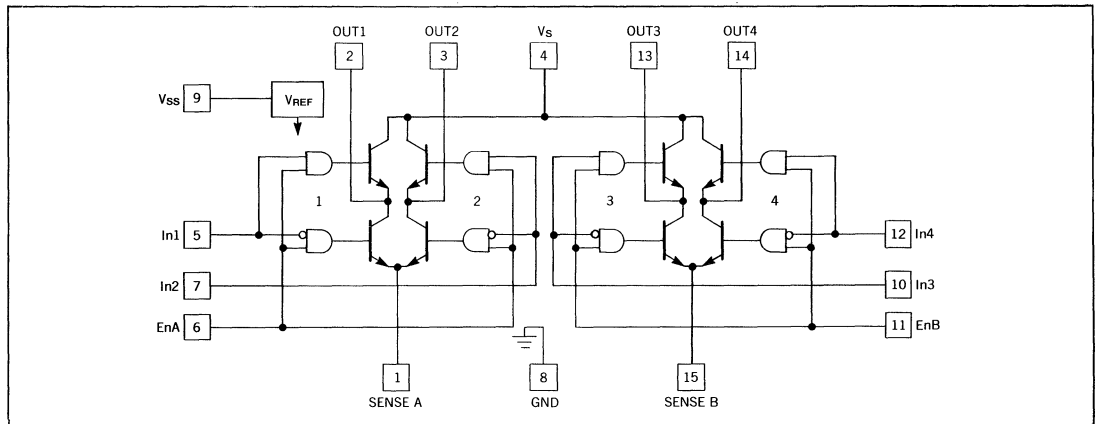 OUT1 OUT2 Vs OUT3 OUT4
2 3 4 13 14
Vss 9 VREF
1 2 3 4
In1 5 12 In4
In2 7 10 In3
EnA 6 11 EnB
1 8 15
SENSE A GND SENSE B